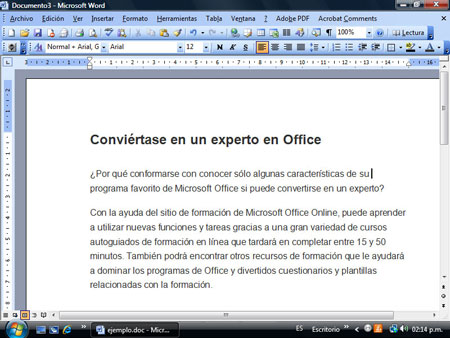 Documento3 - Microsoft Word
Archivo Edición Ver Insertar Formato Herramientas Tabla Ventana ? Adobe PDF Acrobat Comments
100% Lectura
Normal + Arial, G Arial 12 N K S
Conviértase en un experto en Office
¿Por qué conformarse con conocer sólo algunas características de su
programa favorito de Microsoft Office si puede convertirse en un experto?
Con la ayuda del sitio de formación de Microsoft Office Online, puede aprender
a utilizar nuevas funciones y tareas gracias a una gran variedad de cursos
autoguiados de formación en línea que tardará en completar entre 15 y 50
minutos. También podrá encontrar otros recursos de formación que le ayudará
a dominar los programas de Office y divertidos cuestionarios y plantillas
relacionadas con la formación.
ejemplo.doc - Micr... ES Escritorio » 02:14 p.m.